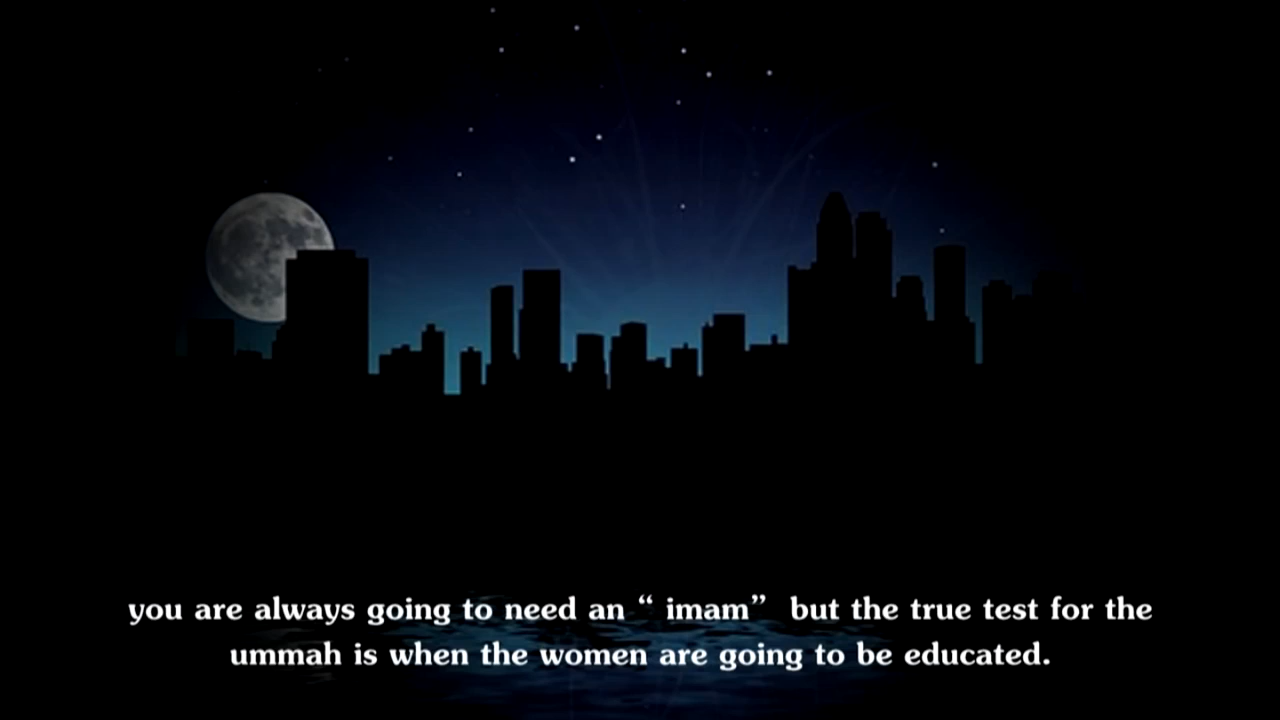 you are always going to need an “ imam”  but the true test for the
ummah is when the women are going to be educated.